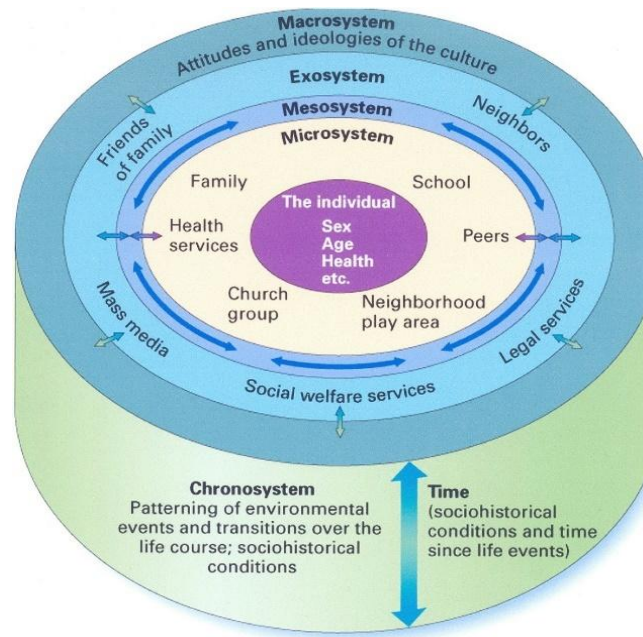 Macrosystem
Attitudes and ideologies of the culture
Exosystem
Mesosystem
Microsystem
Friends
of family
Neighbors
Family
School
The individual
Sex
Age
Health
etc.
Health
services
Peers
Church
group
Neighborhood
play area
Mass media
Legal services
Social welfare services
Chronosystem
Patterning of environmental
events and transitions over the
life course; sociohistorical
conditions
Time
(sociohistorical
conditions and time
since life events)